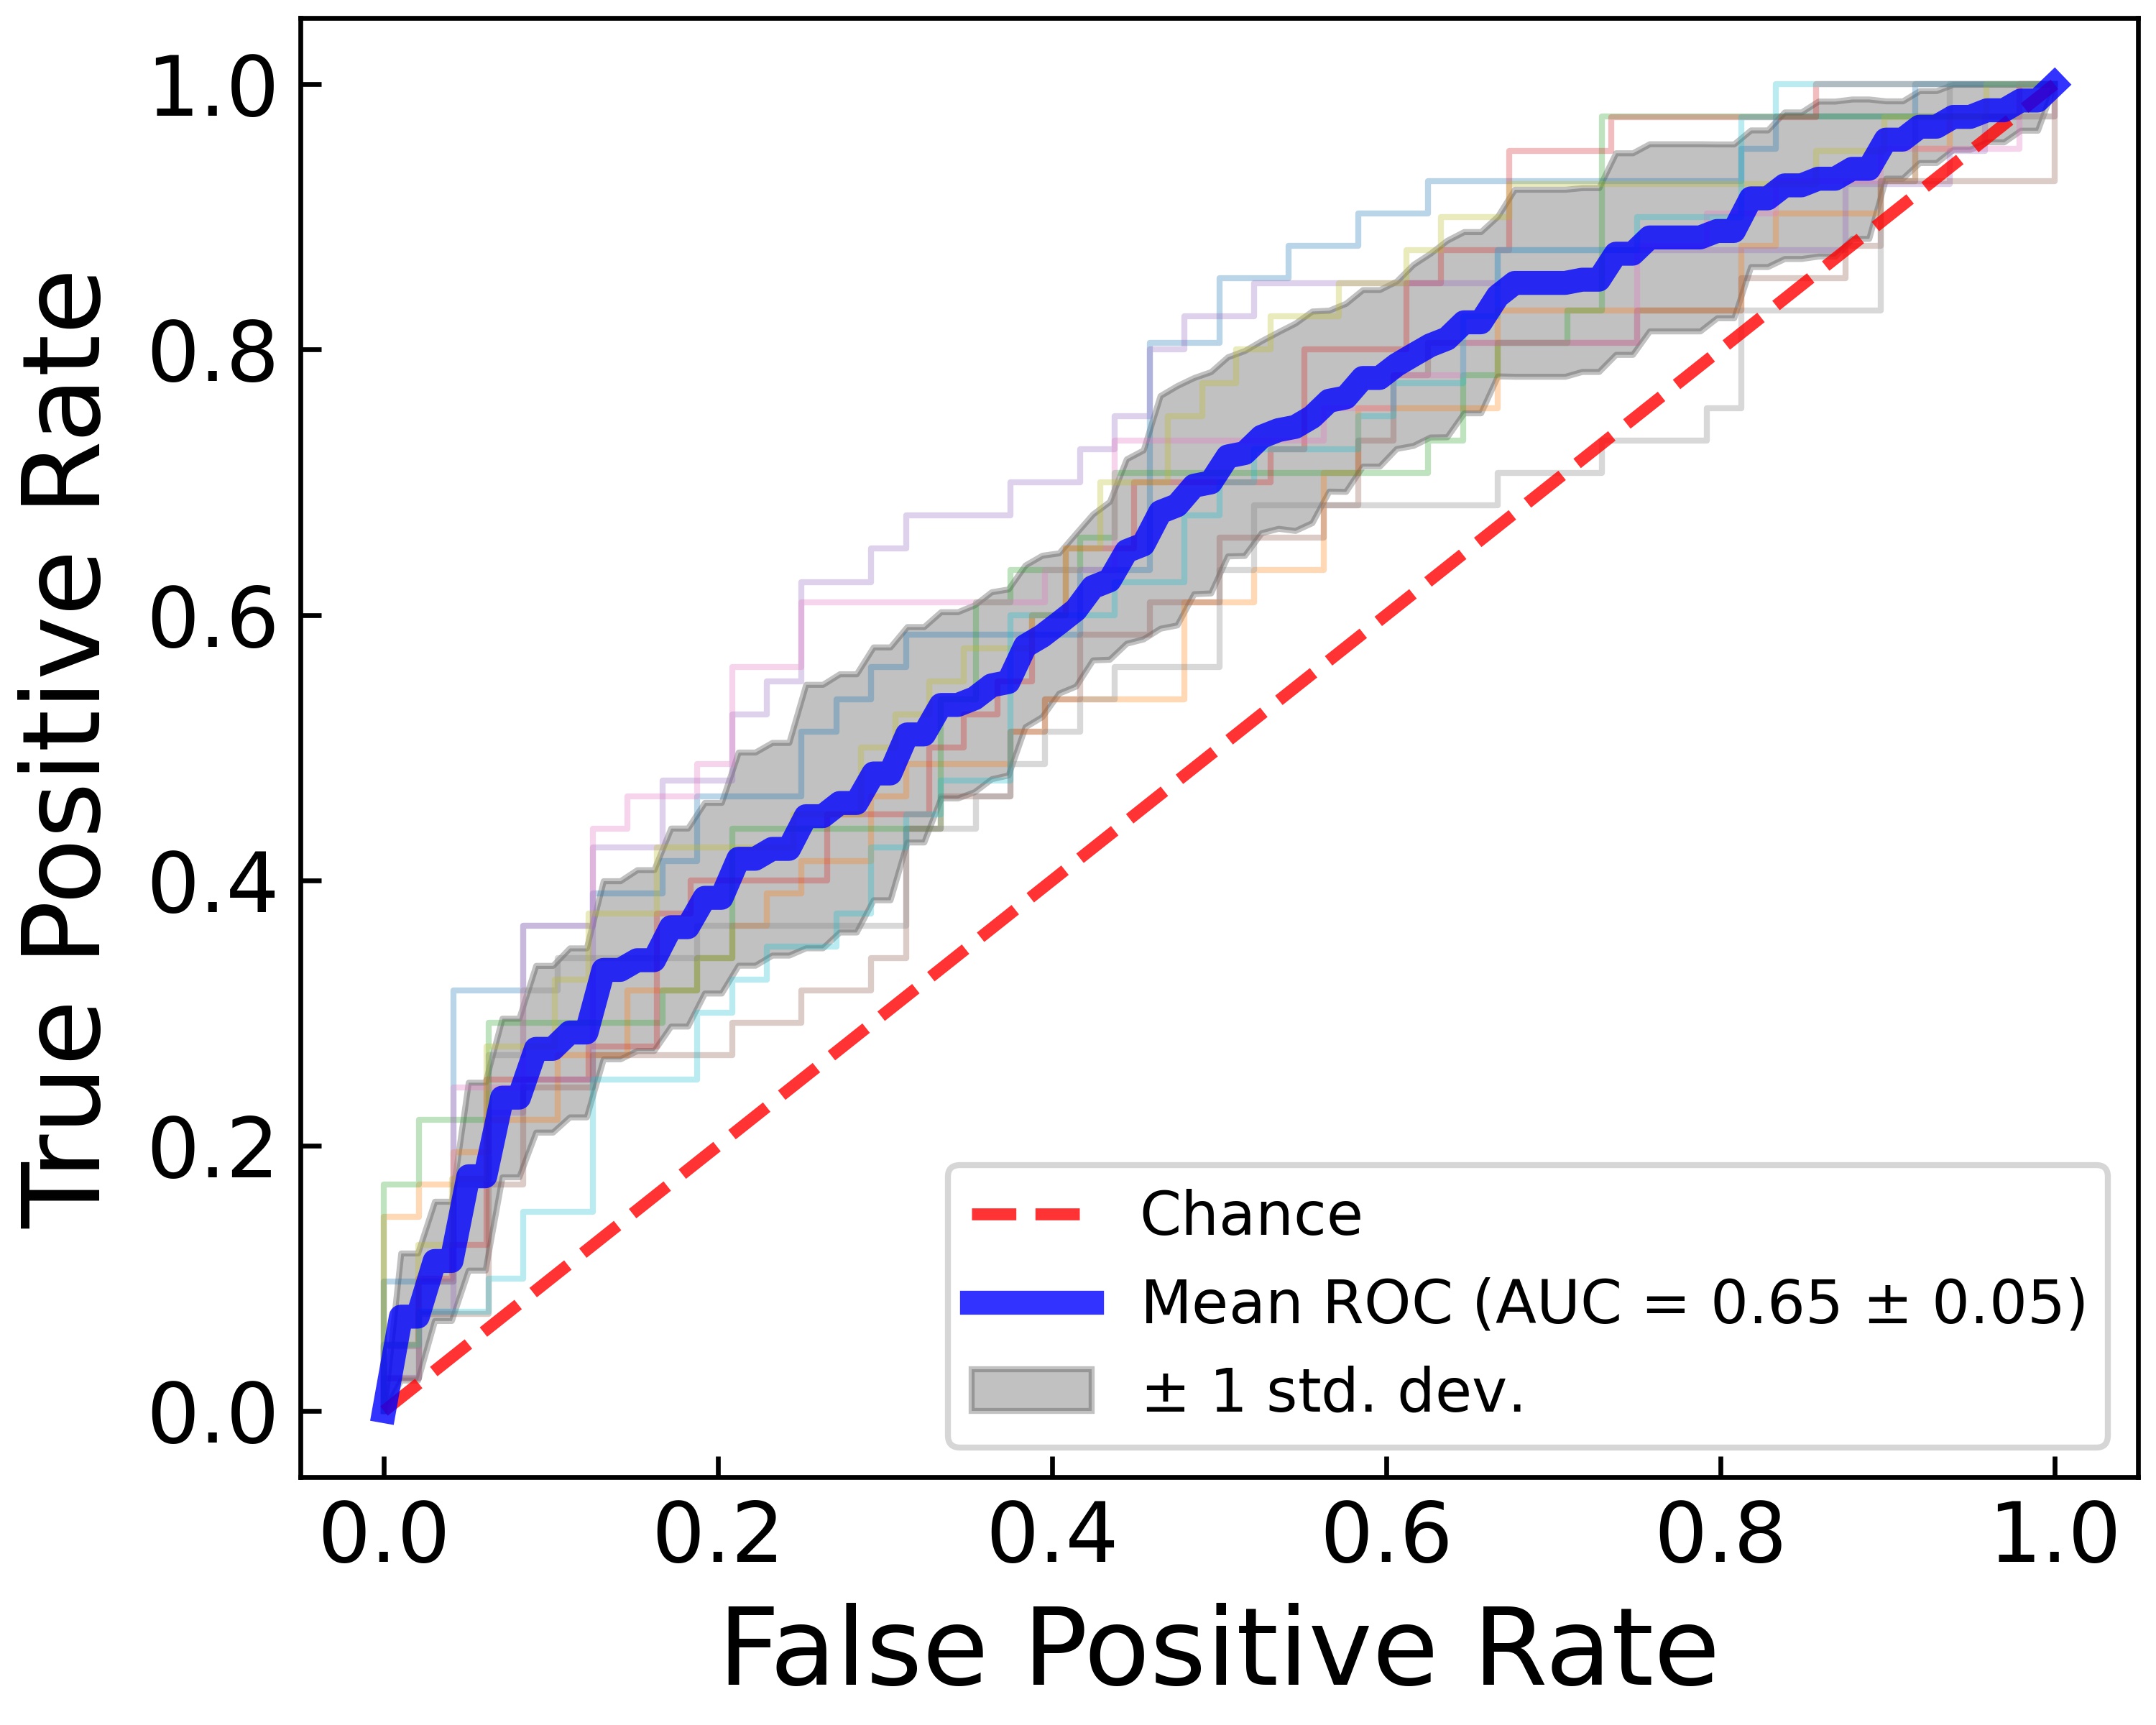 True Positive Rate
1.0
0.8
0.6
0.4
0.2
0.0
Chance
Mean ROC (AUC = 0.65 ± 0.05)
± 1 std. dev.
0.0 0.2 0.4 0.6 0.8 1.0
False Positive Rate